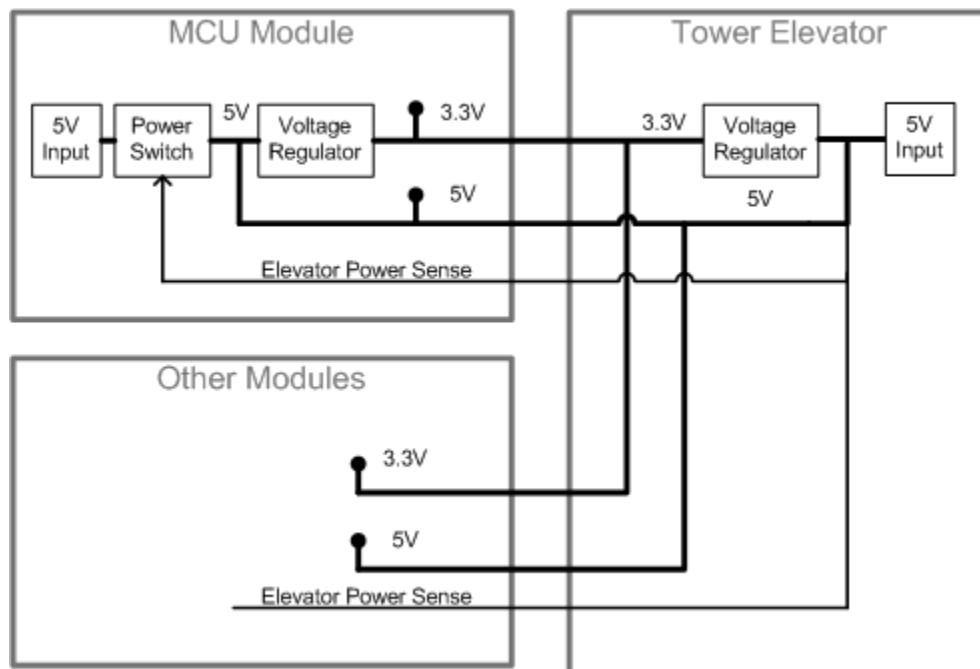 MCU Module
Tower Elevator
5V
Input
Power
Switch
5V
Voltage
Regulator
3.3V
3.3V
Voltage
Regulator
5V
Input
5V
5V
Elevator Power Sense
Other Modules
3.3V
5V
Elevator Power Sense